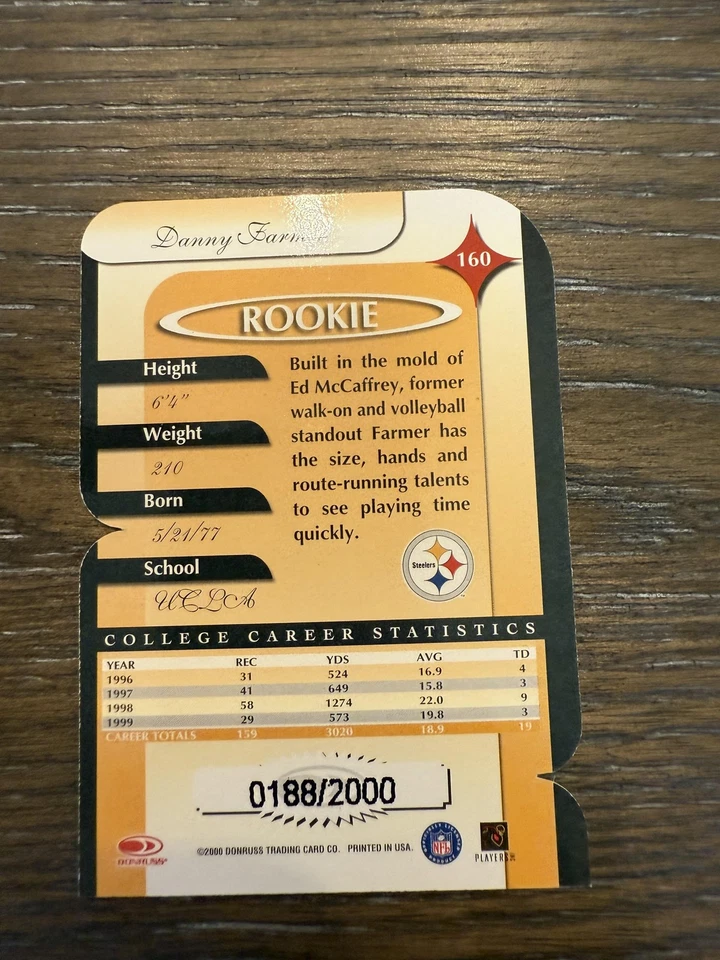 Danny Farmer
160
ROOKIE
Height
6'4"
Weight
210
Born
5/21/77
School
UCLA
Built in the mold of
Ed McCaffrey, former
walk-on and volleyball
standout Farmer has
the size, hands and
route-running talents
to see playing time
quickly.
Steelers
COLLEGE CAREER STATISTICS
YEAR REC YDS AVG TD
1996 31 524 16.9 4
1997 41 649 15.8 3
1998 58 1274 22.0 9
1999 29 573 19.8 3
CAREER TOTALS 159 3020 18.9 19
0188/2000
DONRUSS
©2000 DONRUSS TRADING CARD CO. PRINTED IN USA.
NFL
PLAYERS